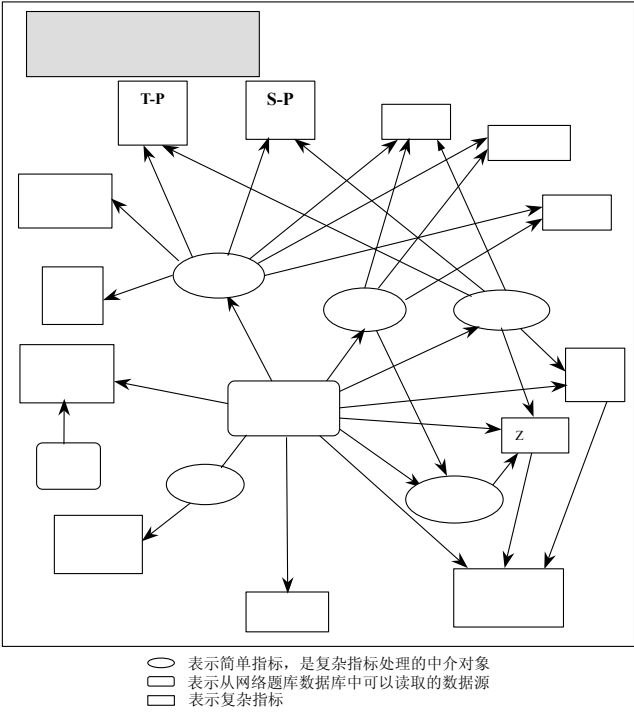 T-P
S-P
Z
表示简单指标，是复杂指标处理的中介对象
表示从网络题库数据库中可以读取的数据源
表示复杂指标